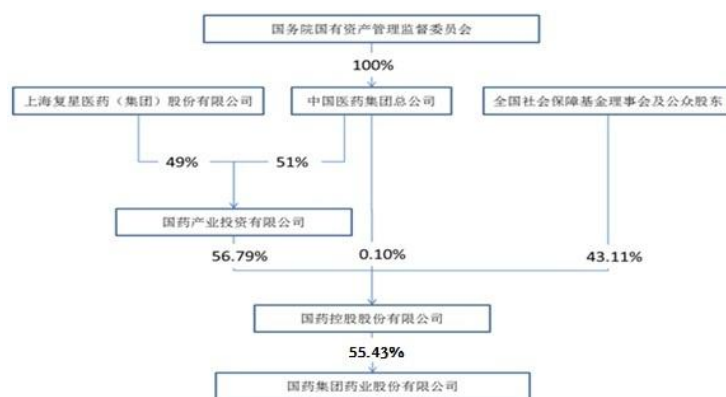 国务院国有资产管理监督委员会
100%
上海复星医药（集团）股份有限公司
中国医药集团总公司
全国社会保障基金理事会及公众股东
49%
51%
国药产业投资有限公司
56.79%
0.10%
43.11%
国药控股股份有限公司
55.43%
国药集团药业股份有限公司